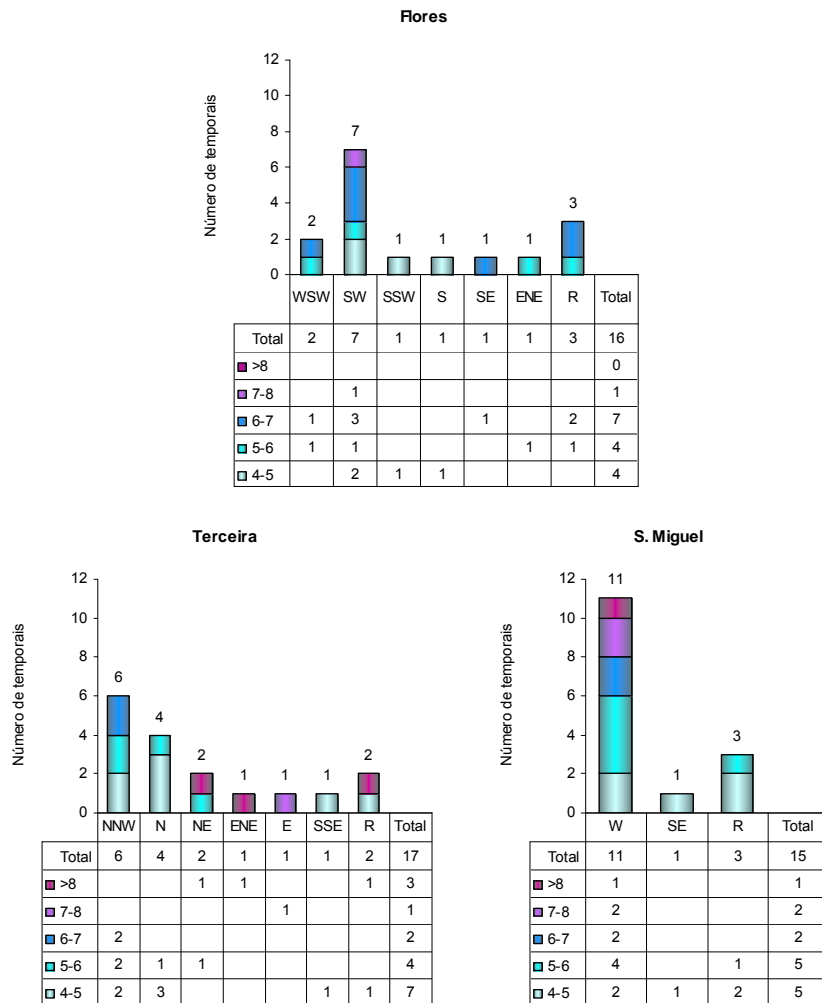 Flores
Número de temporais
12
10
8
6
4
2
0
2
7
1
1
1
1
3
WSW SW SSW S SE ENE R Total
Total 2 7 1 1 1 1 3 16
>8 0
7-8 1 1
6-7 1 3 1 2 7
5-6 1 1 1 1 4
4-5 2 1 1 4
Terceira
Número de temporais
12
10
8
6
4
2
0
6
4
2
1
1
1
2
NNW N NE ENE E SSE R Total
Total 6 4 2 1 1 1 2 17
>8 1 1 1 3
7-8 1 1
6-7 2 2
5-6 2 1 1 4
4-5 2 3 1 1 7
S. Miguel
Número de temporais
12
10
8
6
4
2
0
11
1
3
W SE R Total
Total 11 1 3 15
>8 1 1
7-8 2 2
6-7 2 2
5-6 4 1 5
4-5 2 1 2 5